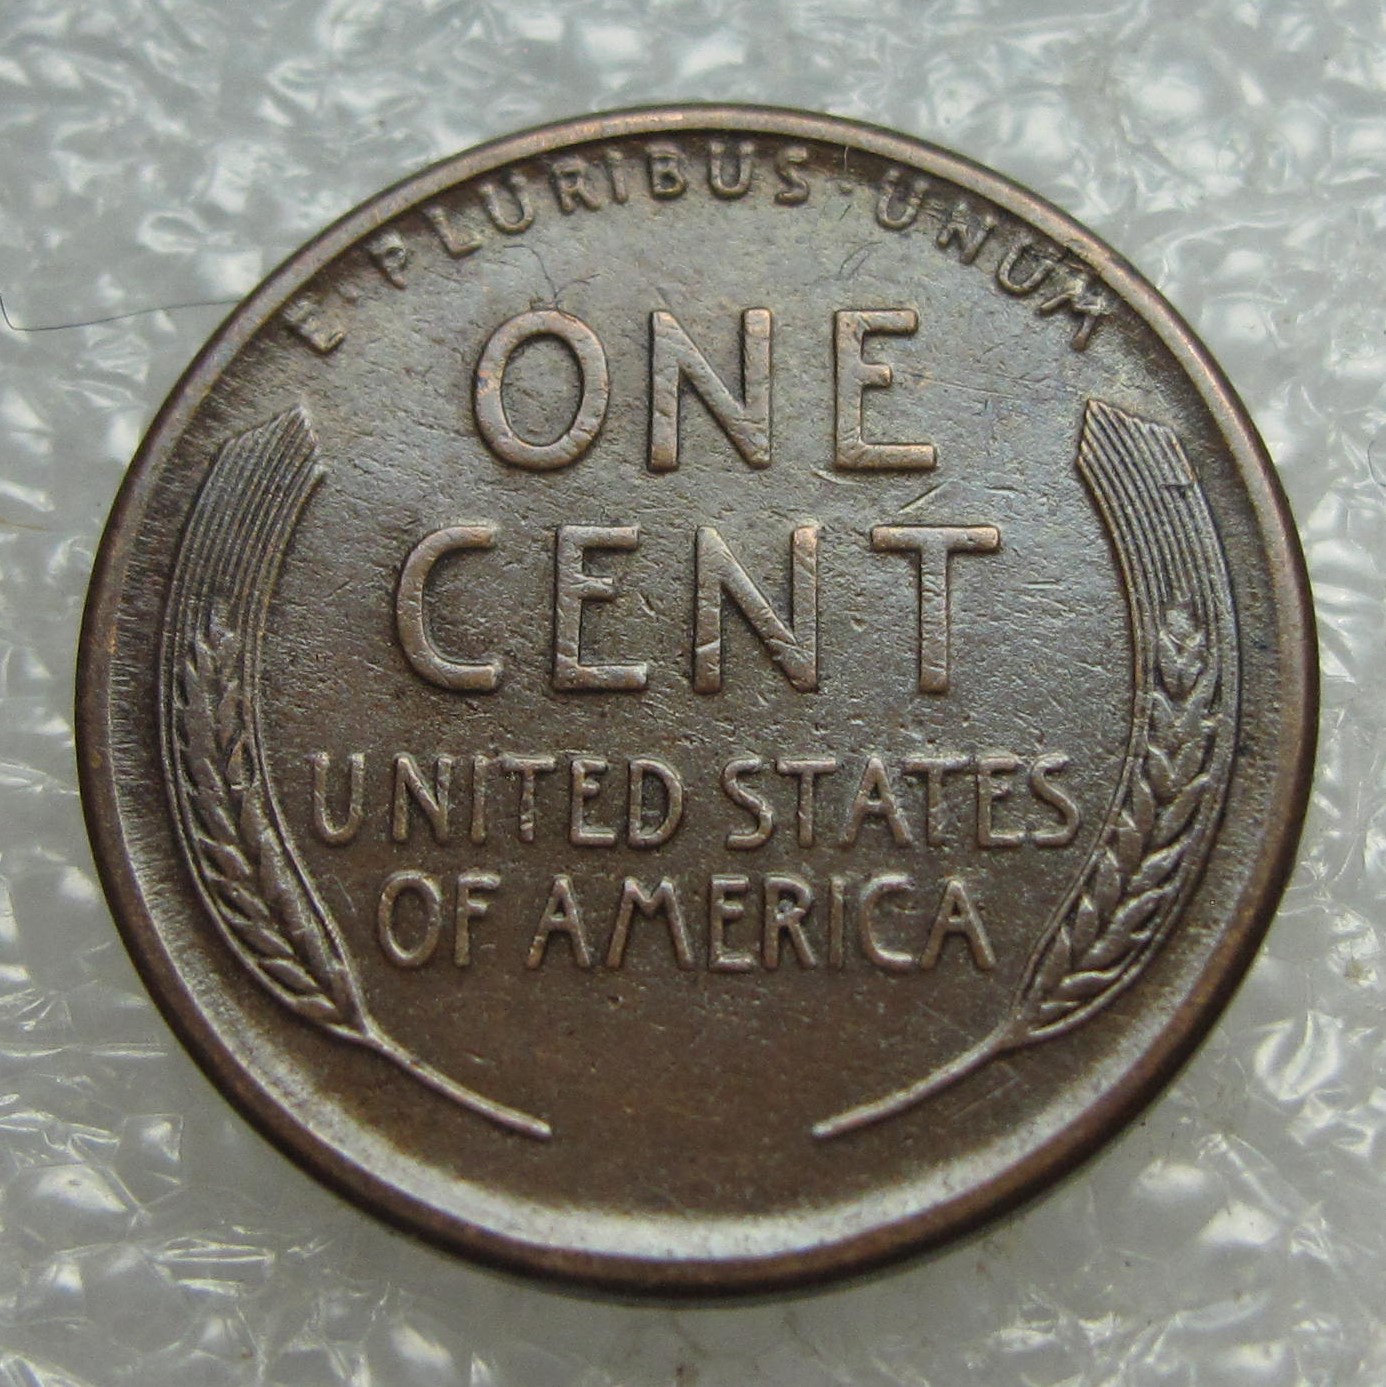 E·PLURIBUS·UNUM
ONE
CENT
UNITED STATES
OF AMERICA